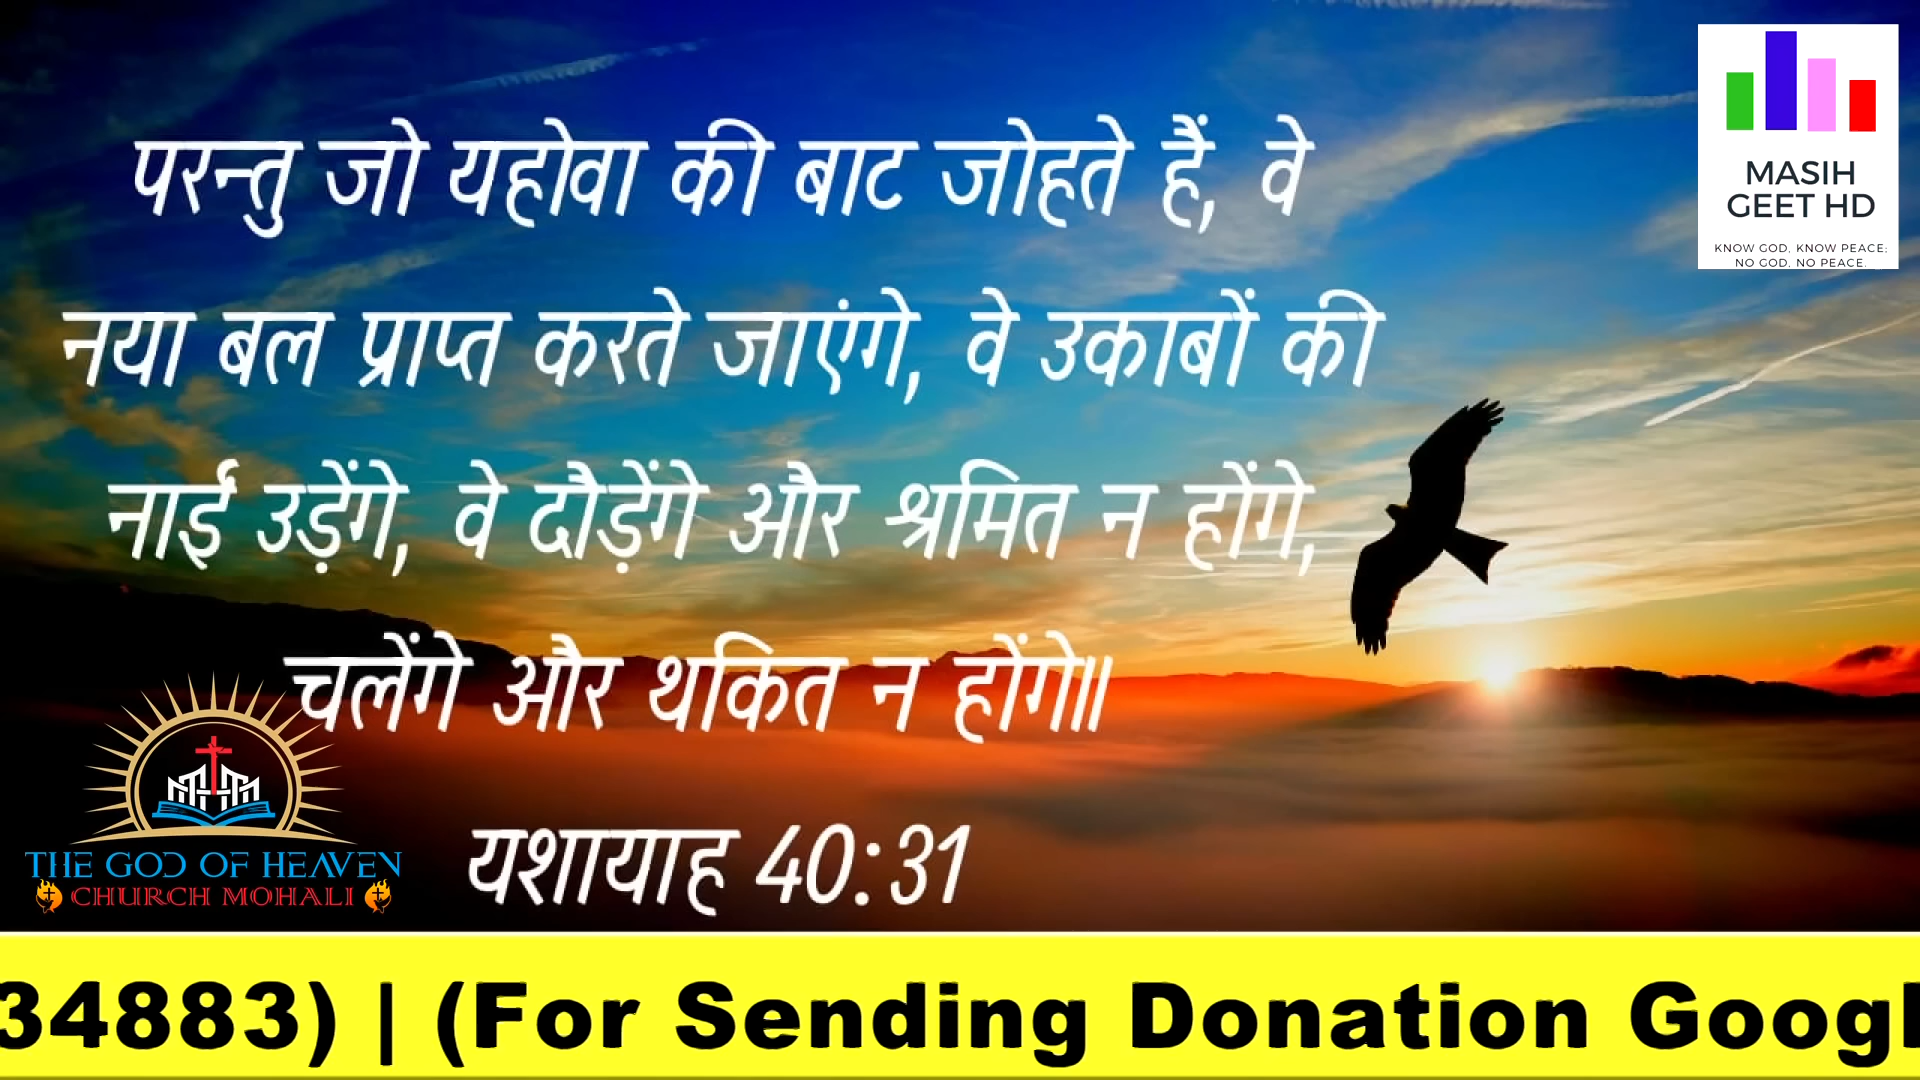 परन्तु जो यहोवा की बाट जोहते हैं, वे
नया बल प्राप्त करते जाएंगे, वे उकाबों की
नाईं उड़ेंगे, वे दौड़ेंगे और श्रमित न होंगे,
चलेंगे और थकित न होंगे॥
यशायाह 40:31
MASIH
GEET HD
KNOW GOD, KNOW PEACE;
NO GOD, NO PEACE.
THE GOD OF HEAVEN
CHURCH MOHALI
34883) | (For Sending Donation Googl